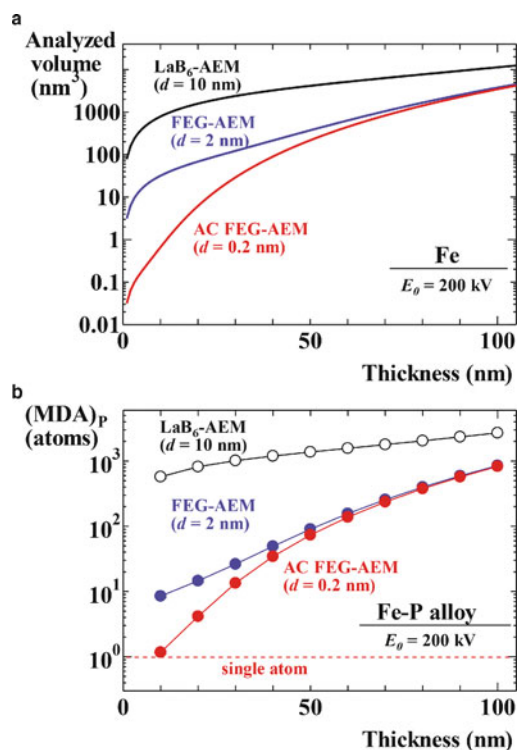 a
Analyzed
volume
(nm³)
LaB₆-AEM
(d = 10 nm)
FEG-AEM
(d = 2 nm)
AC FEG-AEM
(d = 0.2 nm)
Fe
E₀ = 200 kV
1000
100
10
1
0.1
0.01
0
50
100
Thickness (nm)
b
(MDA)P
(atoms)
LaB₆-AEM
(d = 10 nm)
FEG-AEM
(d = 2 nm)
AC FEG-AEM
(d = 0.2 nm)
Fe-P alloy
E₀ = 200 kV
single atom
10³
10²
10¹
10⁰
0
50
100
Thickness (nm)